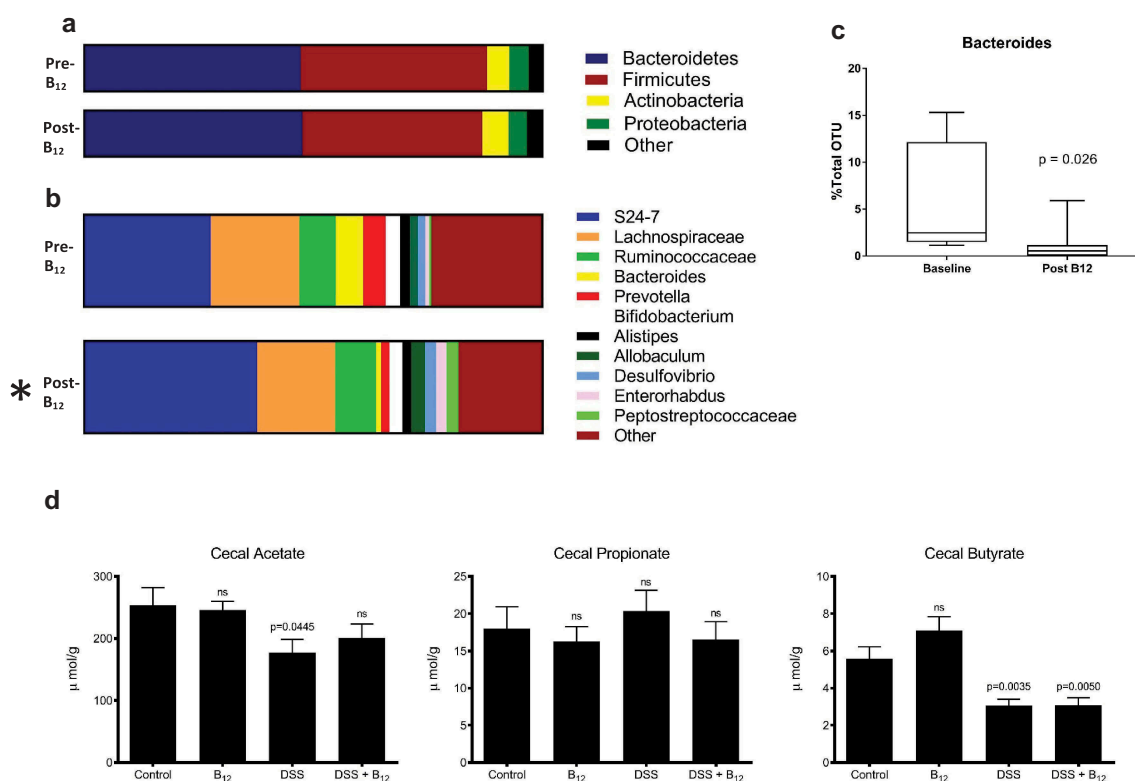 a
Pre-
B12
Post-
B12
Bacteroidetes
Firmicutes
Actinobacteria
Proteobacteria
Other
b
Pre-
B12
*
Post-
B12
S24-7
Lachnospiraceae
Ruminococcaceae
Bacteroides
Prevotella
Bifidobacterium
Alistipes
Allobaculum
Desulfovibrio
Enterorhabdus
Peptostreptococcaceae
Other
c
Bacteroides
%Total OTU
20
15
10
5
0
p = 0.026
Baseline
Post B12
d
Cecal Acetate
μ mol/g
300
200
100
0
ns
p=0.0445
ns
Control
B12
DSS
DSS + B12
Cecal Propionate
μ mol/g
25
20
15
10
5
0
ns
ns
ns
Control
B12
DSS
DSS + B12
Cecal Butyrate
μ mol/g
10
8
6
4
2
0
ns
p=0.0035
p=0.0050
Control
B12
DSS
DSS + B12